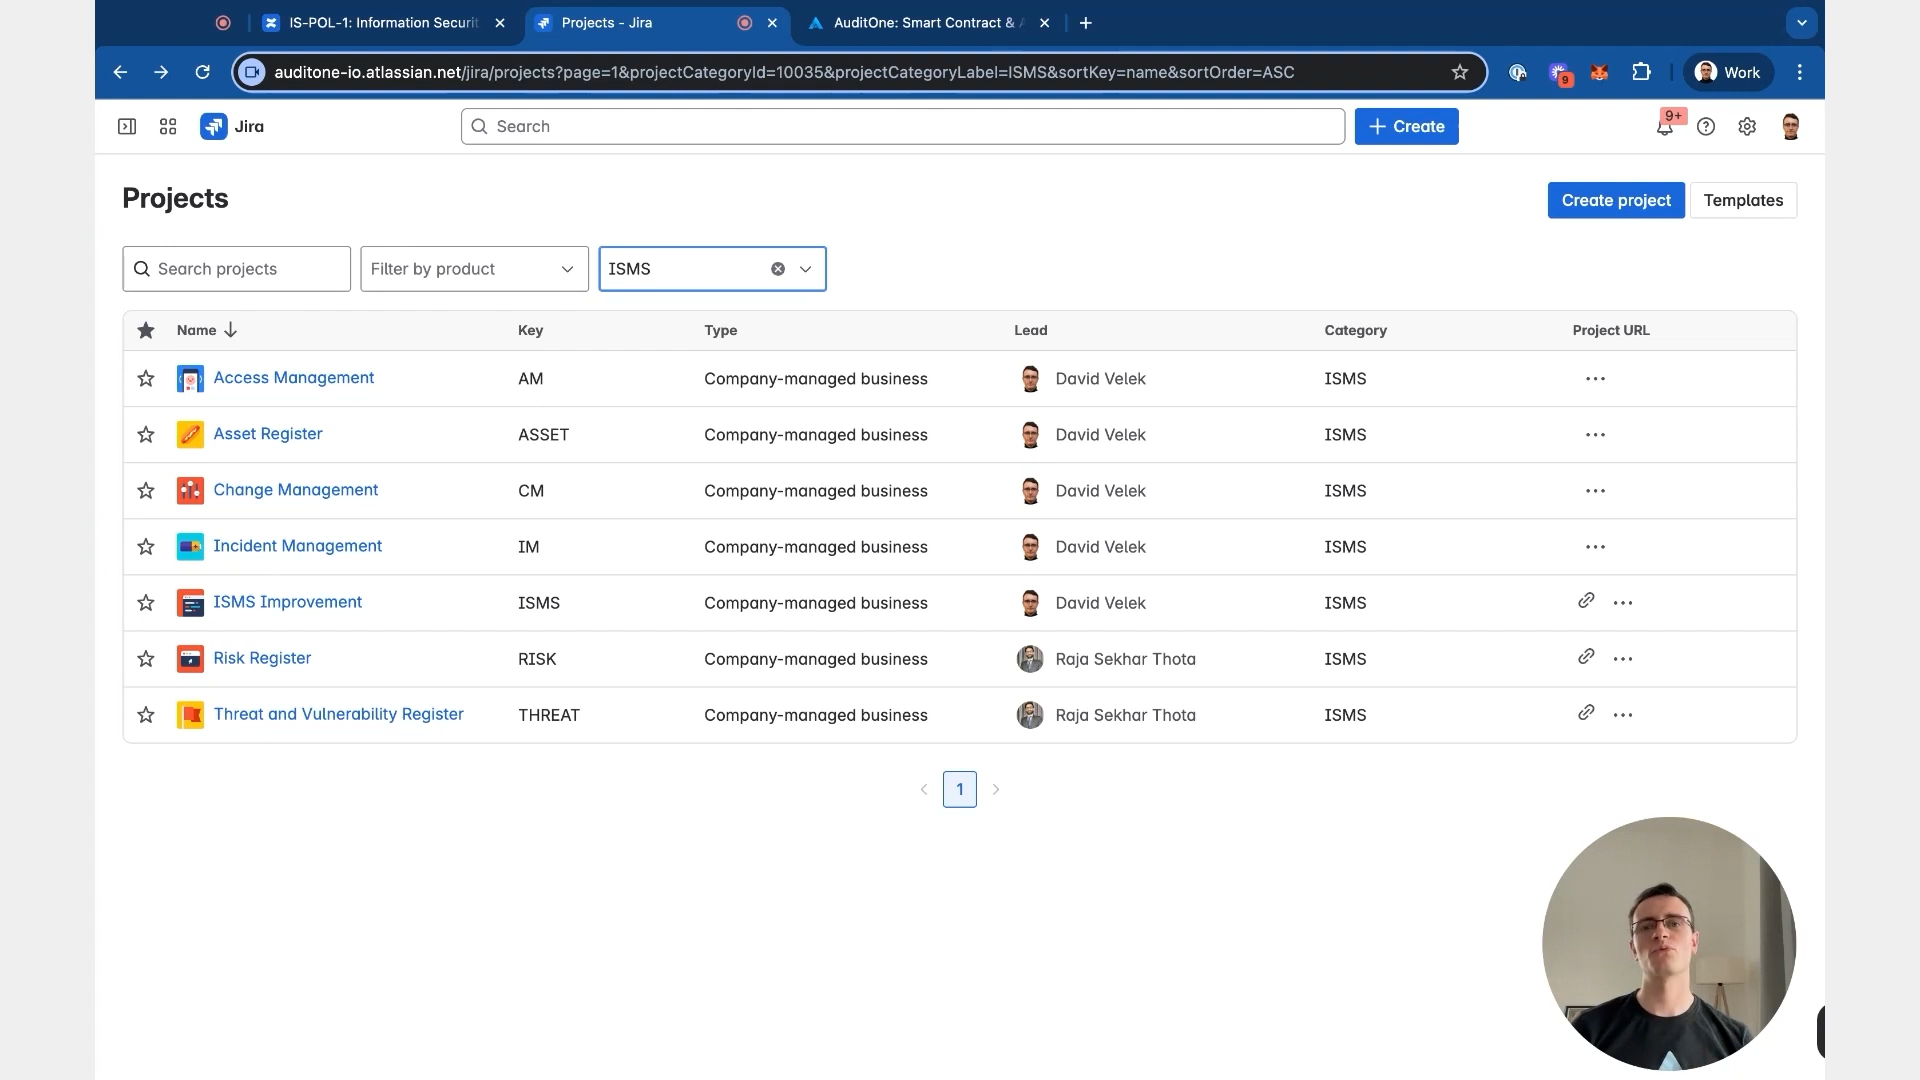 IS-POL-1: Information Securit
Projects - Jira
AuditOne: Smart Contract &
auditone-io.atlassian.net/jira/projects?page=1&projectCategoryId=10035&projectCategoryLabel=ISMS&sortKey=name&sortOrder=ASC
9
Work
Jira
Search
Create
9+
Projects
Create project
Templates
Search projects
Filter by product
ISMS
Name Key Type Lead Category Project URL
Access Management AM Company-managed business David Velek ISMS
Asset Register ASSET Company-managed business David Velek ISMS
Change Management CM Company-managed business David Velek ISMS
Incident Management IM Company-managed business David Velek ISMS
ISMS Improvement ISMS Company-managed business David Velek ISMS
Risk Register RISK Company-managed business Raja Sekhar Thota ISMS
Threat and Vulnerability Register THREAT Company-managed business Raja Sekhar Thota ISMS
1